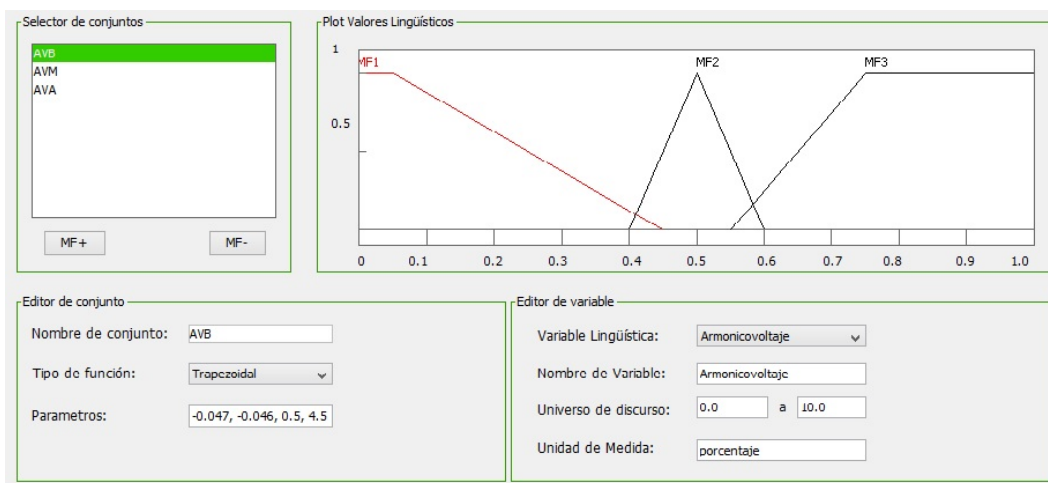 Selector de conjuntos
AVB
AVM
AVA
MF+
MF-
Plot Valores Lingüísticos
1
0.5
MF1
MF2
MF3
0 0.1 0.2 0.3 0.4 0.5 0.6 0.7 0.8 0.9 1.0
Editor de conjunto
Nombre de conjunto: AVB
Tipo de función: Trapezoidal
Parametros: -0.047, -0.046, 0.5, 4.5
Editor de variable
Variable Lingüística: Armonicovoltaje
Nombre de Variable: Armonicovoltaje
Universo de discurso: 0.0 a 10.0
Unidad de Medida: porcentaje